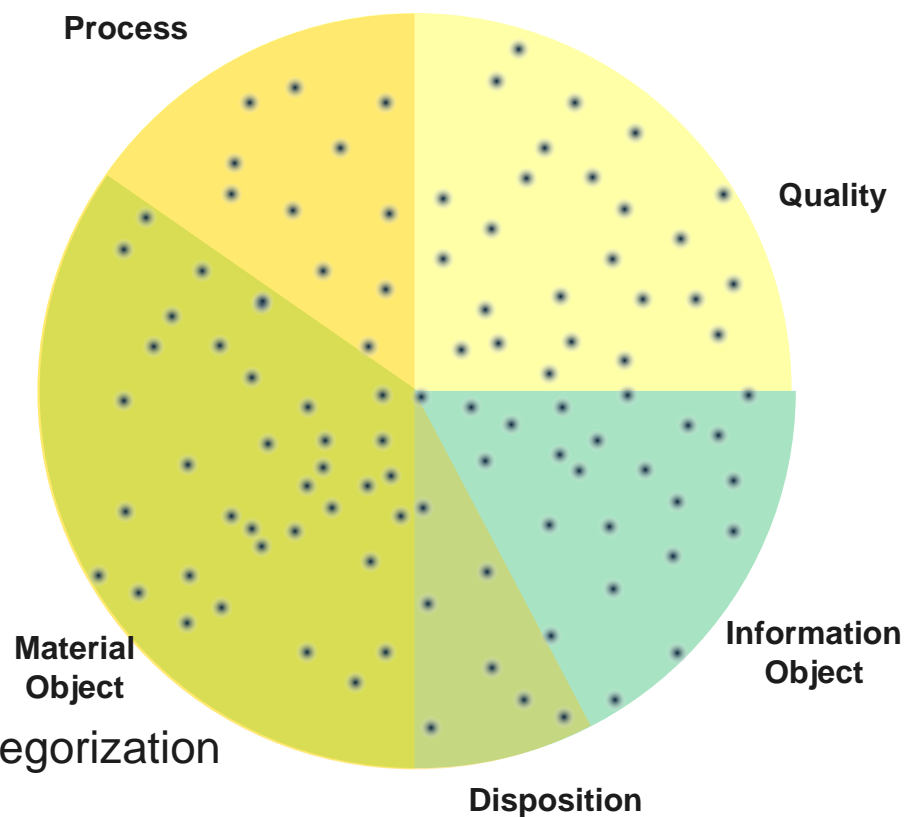 Process
Quality
Information
Object
Material
Object
egorization
Disposition